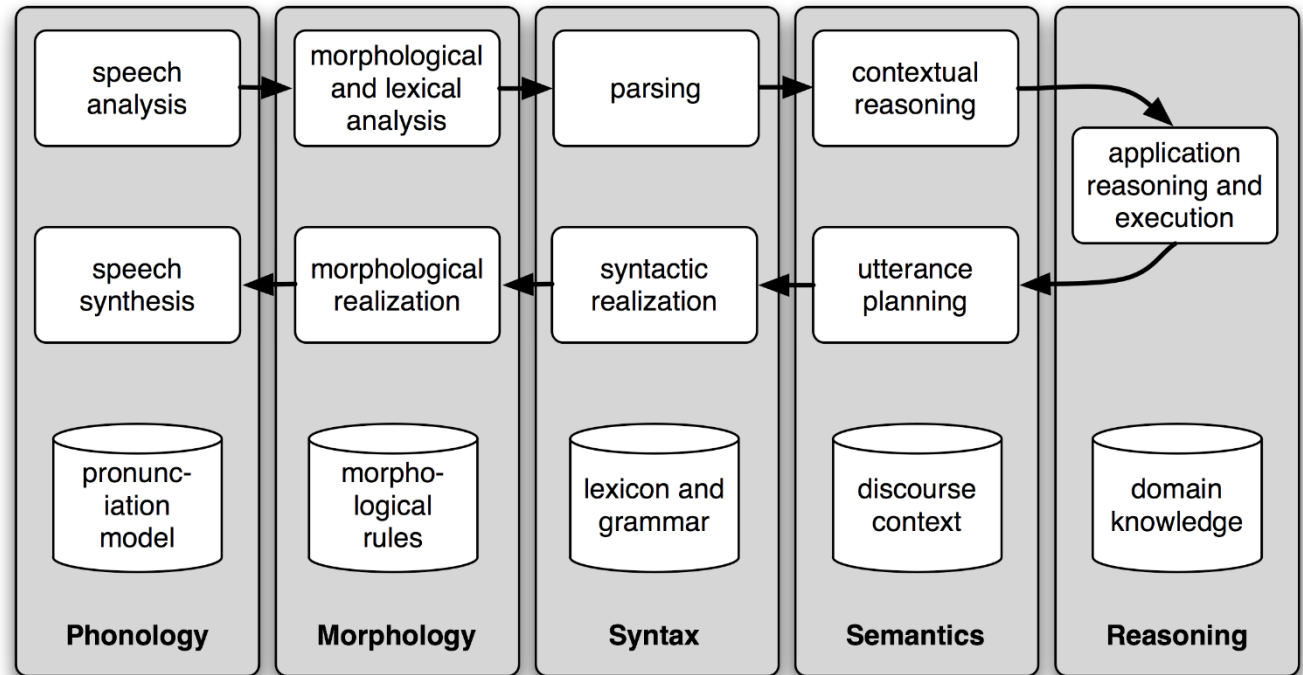 speech
analysis
morphological
and lexical
analysis
parsing
contextual
reasoning
application
reasoning and
execution
speech
synthesis
morphological
realization
syntactic
realization
utterance
planning
pronunc-
iation
model
morpho-
logical
rules
lexicon and
grammar
discourse
context
domain
knowledge
Phonology
Morphology
Syntax
Semantics
Reasoning